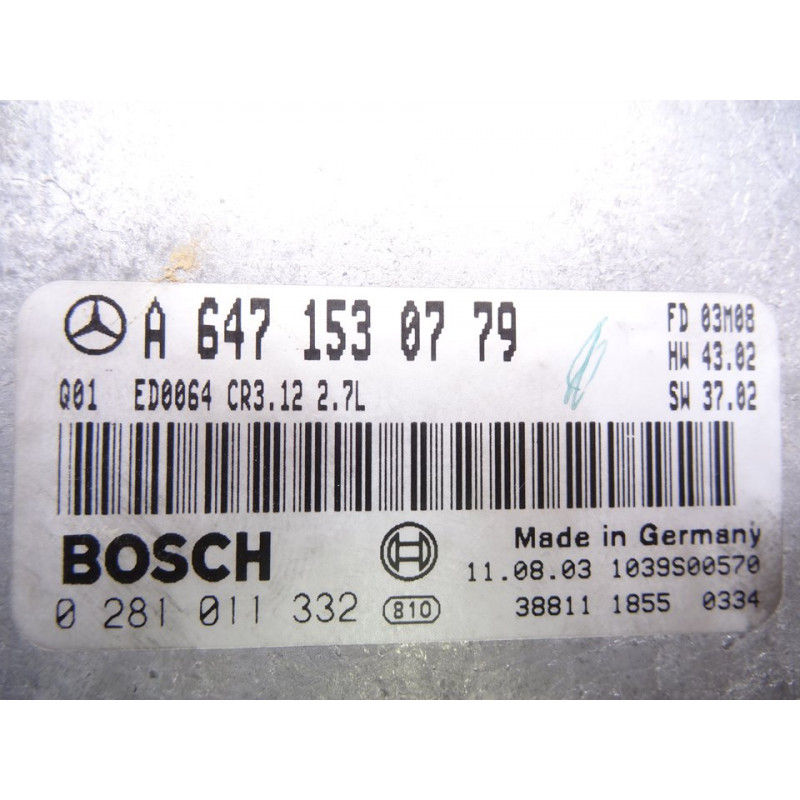 A 647 153 07 79
FD 03M08
HW 43.02
Q01 ED0064 CR3.12 2.7L
SW 37.02
BOSCH
Made in Germany
11.08.03 1039S00570
0 281 011 332 810
38811 1855 0334